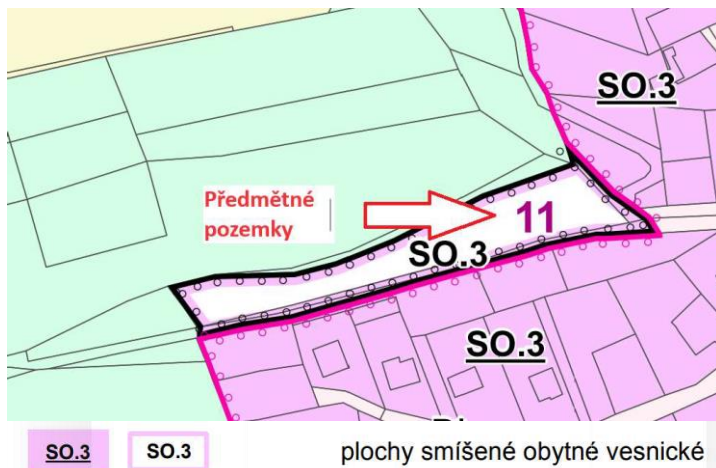 SO.3
Předmětné
pozemky
11
SO.3
SO.3
SO.3 SO.3 plochy smíšené obytné vesnické